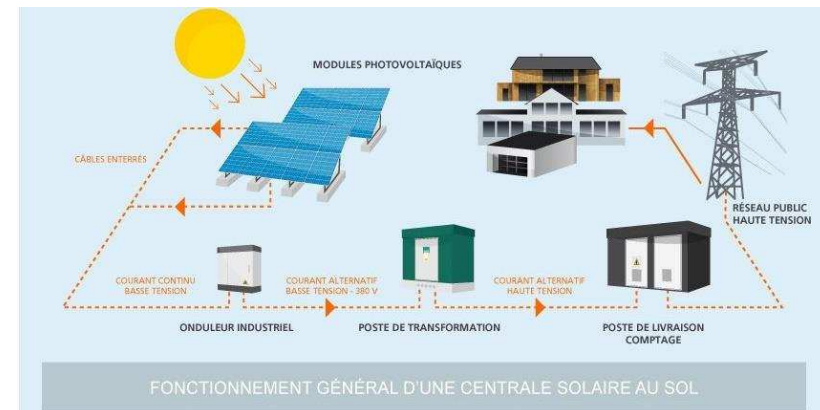 MODULES PHOTOVOLTAÏQUES
CÂBLES ENTERRÉS
RÉSEAU PUBLIC
HAUTE TENSION
COURANT CONTINU
BASSE TENSION
COURANT ALTERNATIF
BASSE TENSION - 380 V
COURANT ALTERNATIF
HAUTE TENSION
ONDULEUR INDUSTRIEL
POSTE DE TRANSFORMATION
POSTE DE LIVRAISON
COMPTAGE
FONCTIONNEMENT GÉNÉRAL D'UNE CENTRALE SOLAIRE AU SOL